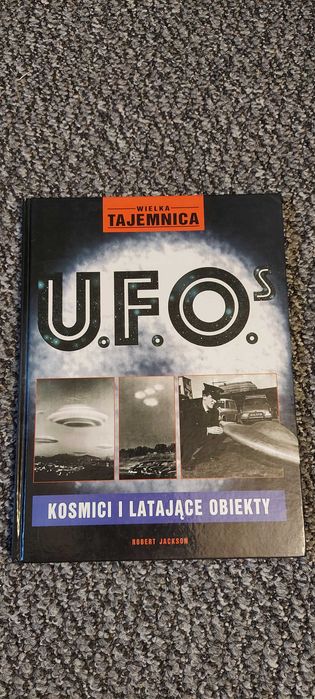 WIELKA
TAJEMNICA
U.F.O.s
KOSMICI I LATAJĄCE OBIEKTY
ROBERT JACKSON